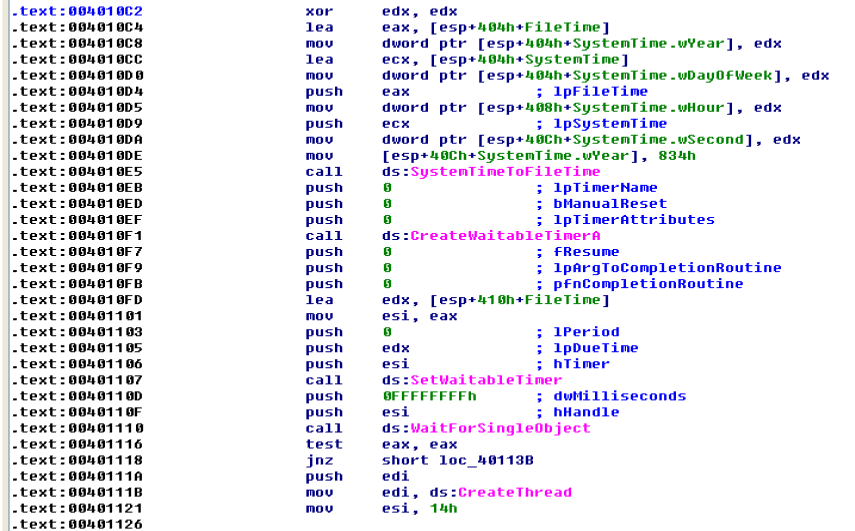 .text:004010C2 xor edx, edx
.text:004010C4 lea eax, [esp+404h+FileTime]
.text:004010C8 mov dword ptr [esp+404h+SystemTime.wYear], edx
.text:004010CC lea ecx, [esp+404h+SystemTime]
.text:004010D0 mov dword ptr [esp+404h+SystemTime.wDayOfWeek], edx
.text:004010D4 push eax ; lpFileTime
.text:004010D5 mov dword ptr [esp+408h+SystemTime.wHour], edx
.text:004010D9 push ecx ; lpSystemTime
.text:004010DA mov dword ptr [esp+40Ch+SystemTime.wSecond], edx
.text:004010DE mov [esp+40Ch+SystemTime.wYear], 834h
.text:004010E5 call ds:SystemTimeToFileTime
.text:004010EB push 0 ; lpTimerName
.text:004010ED push 0 ; bManualReset
.text:004010EF push 0 ; lpTimerAttributes
.text:004010F1 call ds:CreateWaitableTimerA
.text:004010F7 push 0 ; fResume
.text:004010F9 push 0 ; lpArgToCompletionRoutine
.text:004010FB push 0 ; pfnCompletionRoutine
.text:004010FD lea edx, [esp+410h+FileTime]
.text:00401101 mov esi, eax
.text:00401103 push 0 ; lPeriod
.text:00401105 push edx ; lpDueTime
.text:00401106 push esi ; hTimer
.text:00401107 call ds:SetWaitableTimer
.text:0040110D push 0FFFFFFFFh ; dwMilliseconds
.text:0040110F push esi ; hHandle
.text:00401110 call ds:WaitForSingleObject
.text:00401116 test eax, eax
.text:00401118 jnz short loc_40113B
.text:0040111A push edi
.text:0040111B mov edi, ds:CreateThread
.text:00401121 mov esi, 14h
.text:00401126